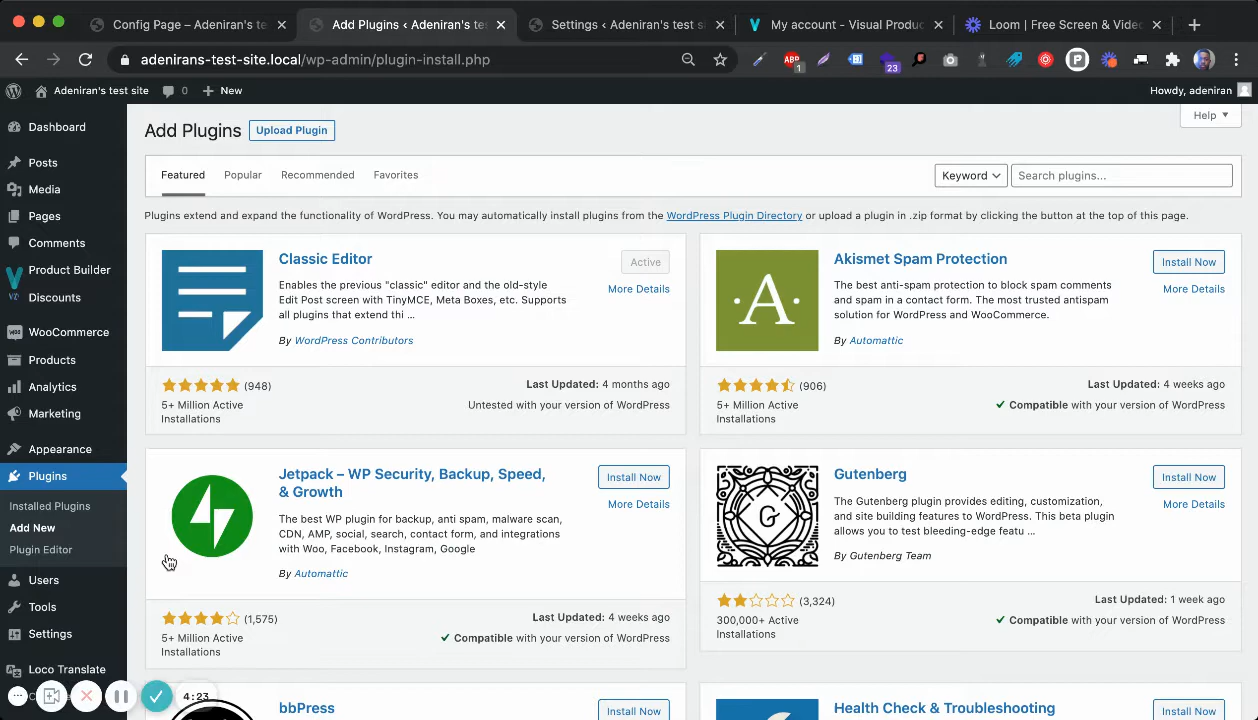 Config Page – Adeniran's te
Add Plugins ‹ Adeniran's tes
Settings ‹ Adeniran's test s
My account - Visual Produc
Loom | Free Screen & Video
adenirans-test-site.local/wp-admin/plugin-install.php
1
23
Adeniran's test site
0
New
Howdy, adeniran
Dashboard
Posts
Media
Pages
Comments
Product Builder
Discounts
WooCommerce
Products
Analytics
Marketing
Appearance
Plugins
Installed Plugins
Add New
Plugin Editor
Users
Tools
Settings
Loco Translate
4:23
Add Plugins
Upload Plugin
Help
Featured
Popular
Recommended
Favorites
Keyword
Search plugins...
Plugins extend and expand the functionality of WordPress. You may automatically install plugins from the WordPress Plugin Directory or upload a plugin in .zip format by clicking the button at the top of this page.
Classic Editor
Active
More Details
Enables the previous "classic" editor and the old-style
Edit Post screen with TinyMCE, Meta Boxes, etc. Supports
all plugins that extend thi ...
By WordPress Contributors
(948)
5+ Million Active
Installations
Last Updated: 4 months ago
Untested with your version of WordPress
A
Akismet Spam Protection
Install Now
More Details
The best anti-spam protection to block spam comments
and spam in a contact form. The most trusted antispam
solution for WordPress and WooCommerce.
By Automattic
(906)
5+ Million Active
Installations
Last Updated: 4 weeks ago
Compatible with your version of WordPress
Jetpack – WP Security, Backup, Speed,
& Growth
Install Now
More Details
The best WP plugin for backup, anti spam, malware scan,
CDN, AMP, social, search, contact form, and integrations
with Woo, Facebook, Instagram, Google
By Automattic
(1,575)
5+ Million Active
Installations
Last Updated: 4 weeks ago
Compatible with your version of WordPress
G
Gutenberg
Install Now
More Details
The Gutenberg plugin provides editing, customization,
and site building features to WordPress. This beta plugin
allows you to test bleeding-edge featu ...
By Gutenberg Team
(3,324)
300,000+ Active
Installations
Last Updated: 1 week ago
Compatible with your version of WordPress
bbPress
Install Now
Health Check & Troubleshooting
Install Now